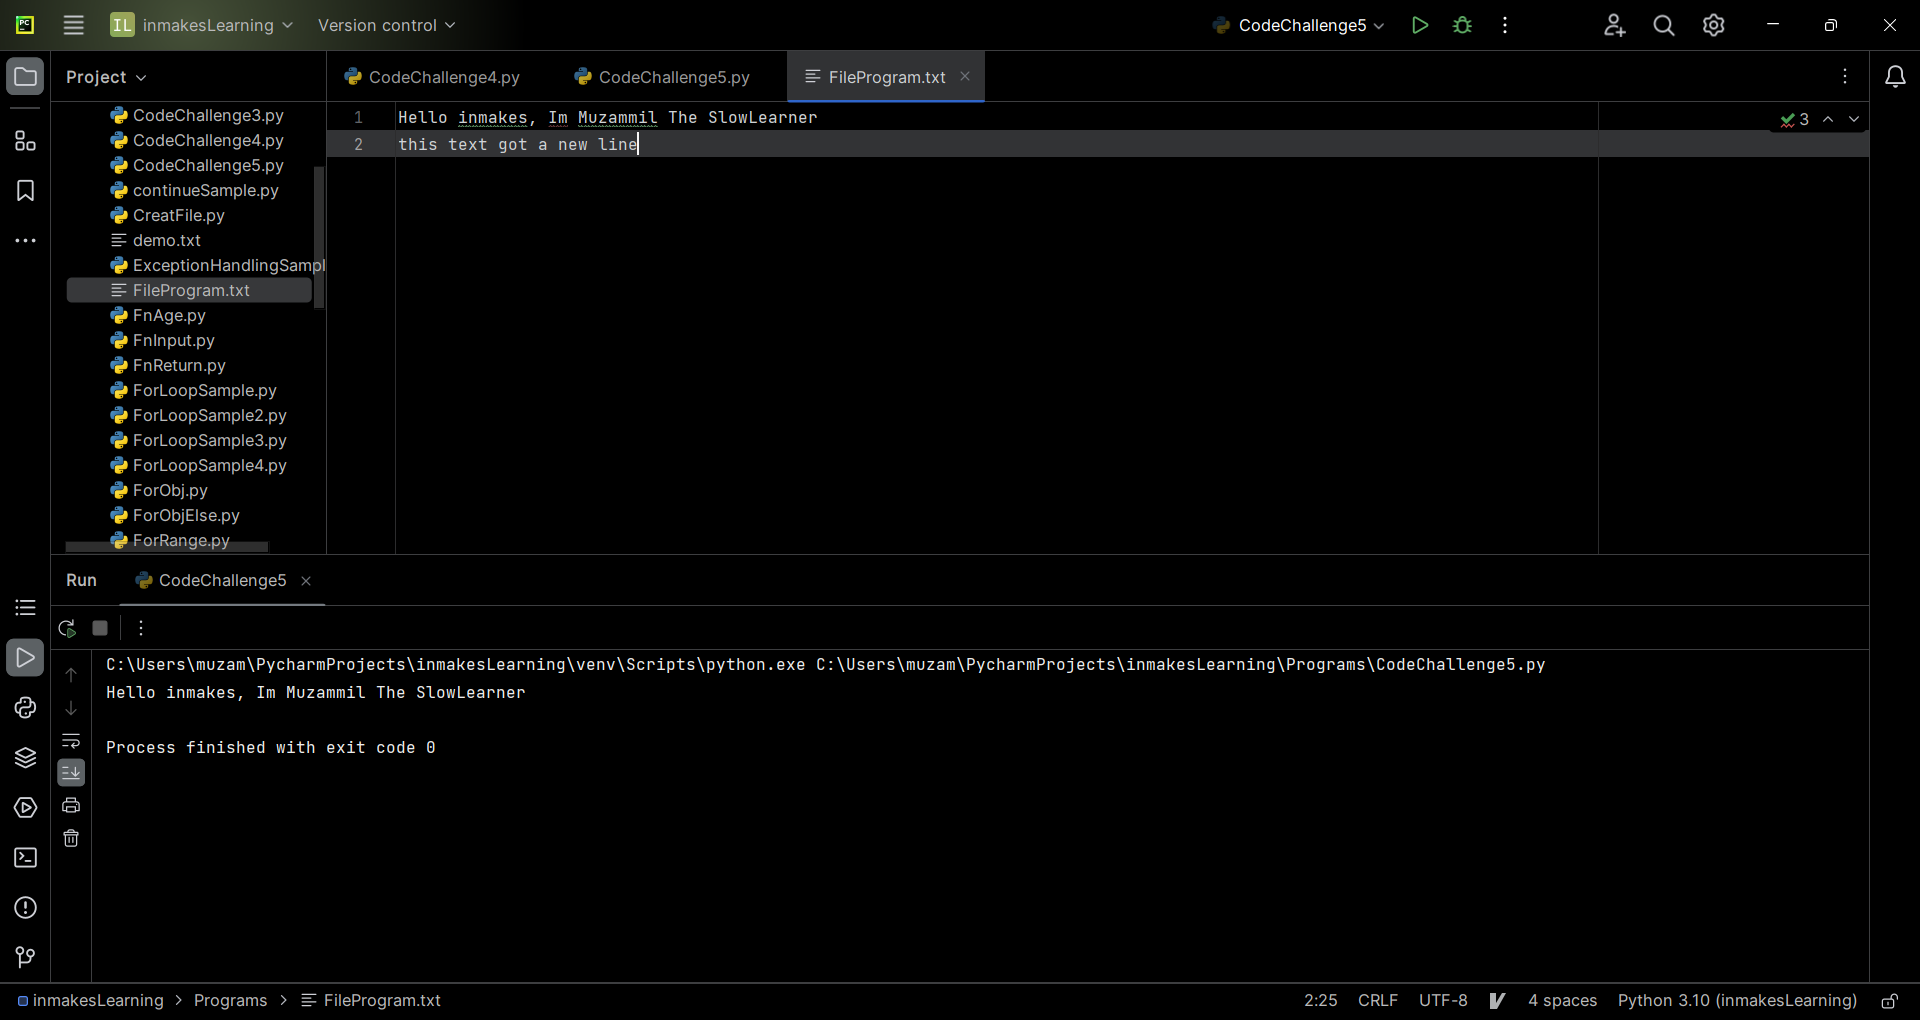 PC
IL inmakesLearning Version control CodeChallenge5
Project
CodeChallenge4.py CodeChallenge5.py FileProgram.txt
CodeChallenge3.py
CodeChallenge4.py
CodeChallenge5.py
continueSample.py
CreatFile.py
demo.txt
ExceptionHandlingSampl
FileProgram.txt
FnAge.py
FnInput.py
FnReturn.py
ForLoopSample.py
ForLoopSample2.py
ForLoopSample3.py
ForLoopSample4.py
ForObj.py
ForObjElse.py
ForRange.py
1 Hello inmakes, Im Muzammil The SlowLearner
2 this text got a new line
3
Run CodeChallenge5
C:\Users\muzam\PycharmProjects\inmakesLearning\venv\Scripts\python.exe C:\Users\muzam\PycharmProjects\inmakesLearning\Programs\CodeChallenge5.py
Hello inmakes, Im Muzammil The SlowLearner
Process finished with exit code 0
inmakesLearning > Programs > FileProgram.txt
2:25 CRLF UTF-8 4 spaces Python 3.10 (inmakesLearning)